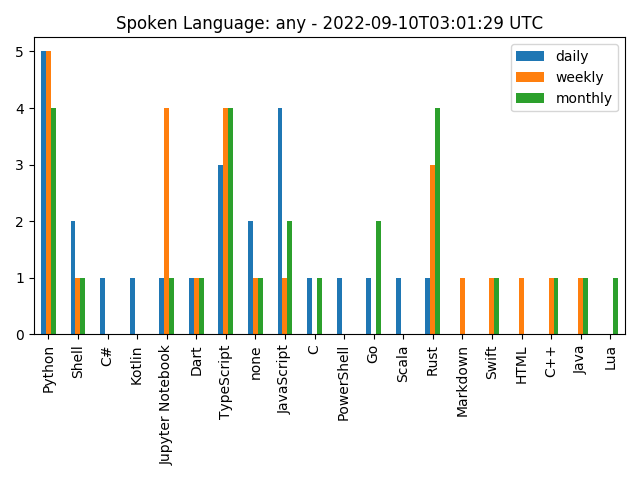 Spoken Language: any - 2022-09-10T03:01:29 UTC
daily
weekly
monthly
5
4
3
2
1
0
Python
Shell
C#
Kotlin
Jupyter Notebook
Dart
TypeScript
none
JavaScript
C
PowerShell
Go
Scala
Rust
Markdown
Swift
HTML
C++
Java
Lua